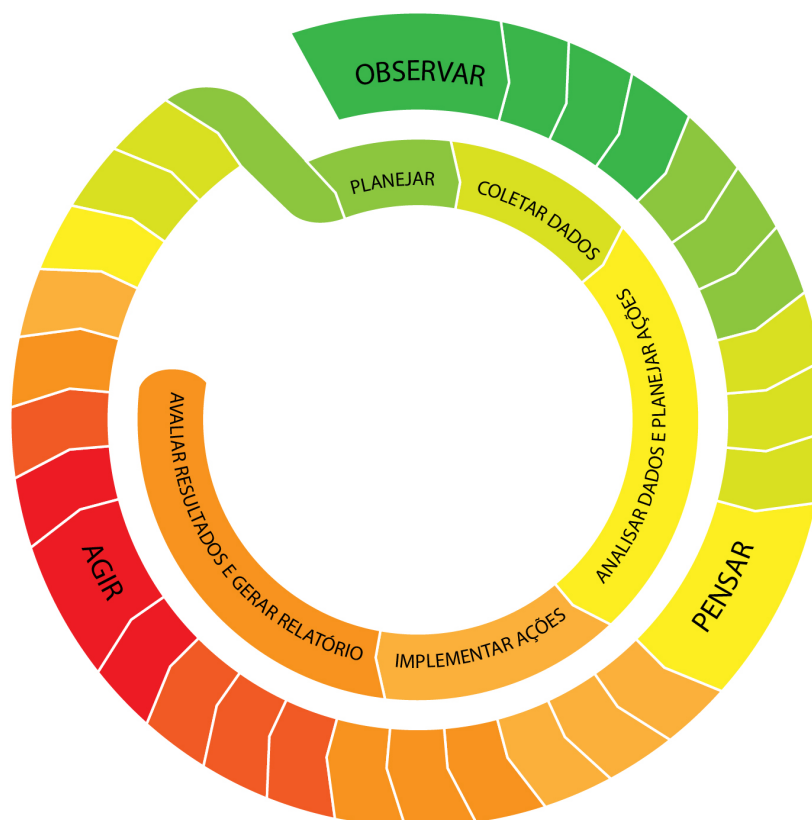 OBSERVAR
PENSAR
AGIR
PLANEJAR
COLETAR DADOS
ANALISAR DADOS E PLANEJAR AÇÕES
IMPLEMENTAR AÇÕES
AVALIAR RESULTADOS E GERAR RELATÓRIO